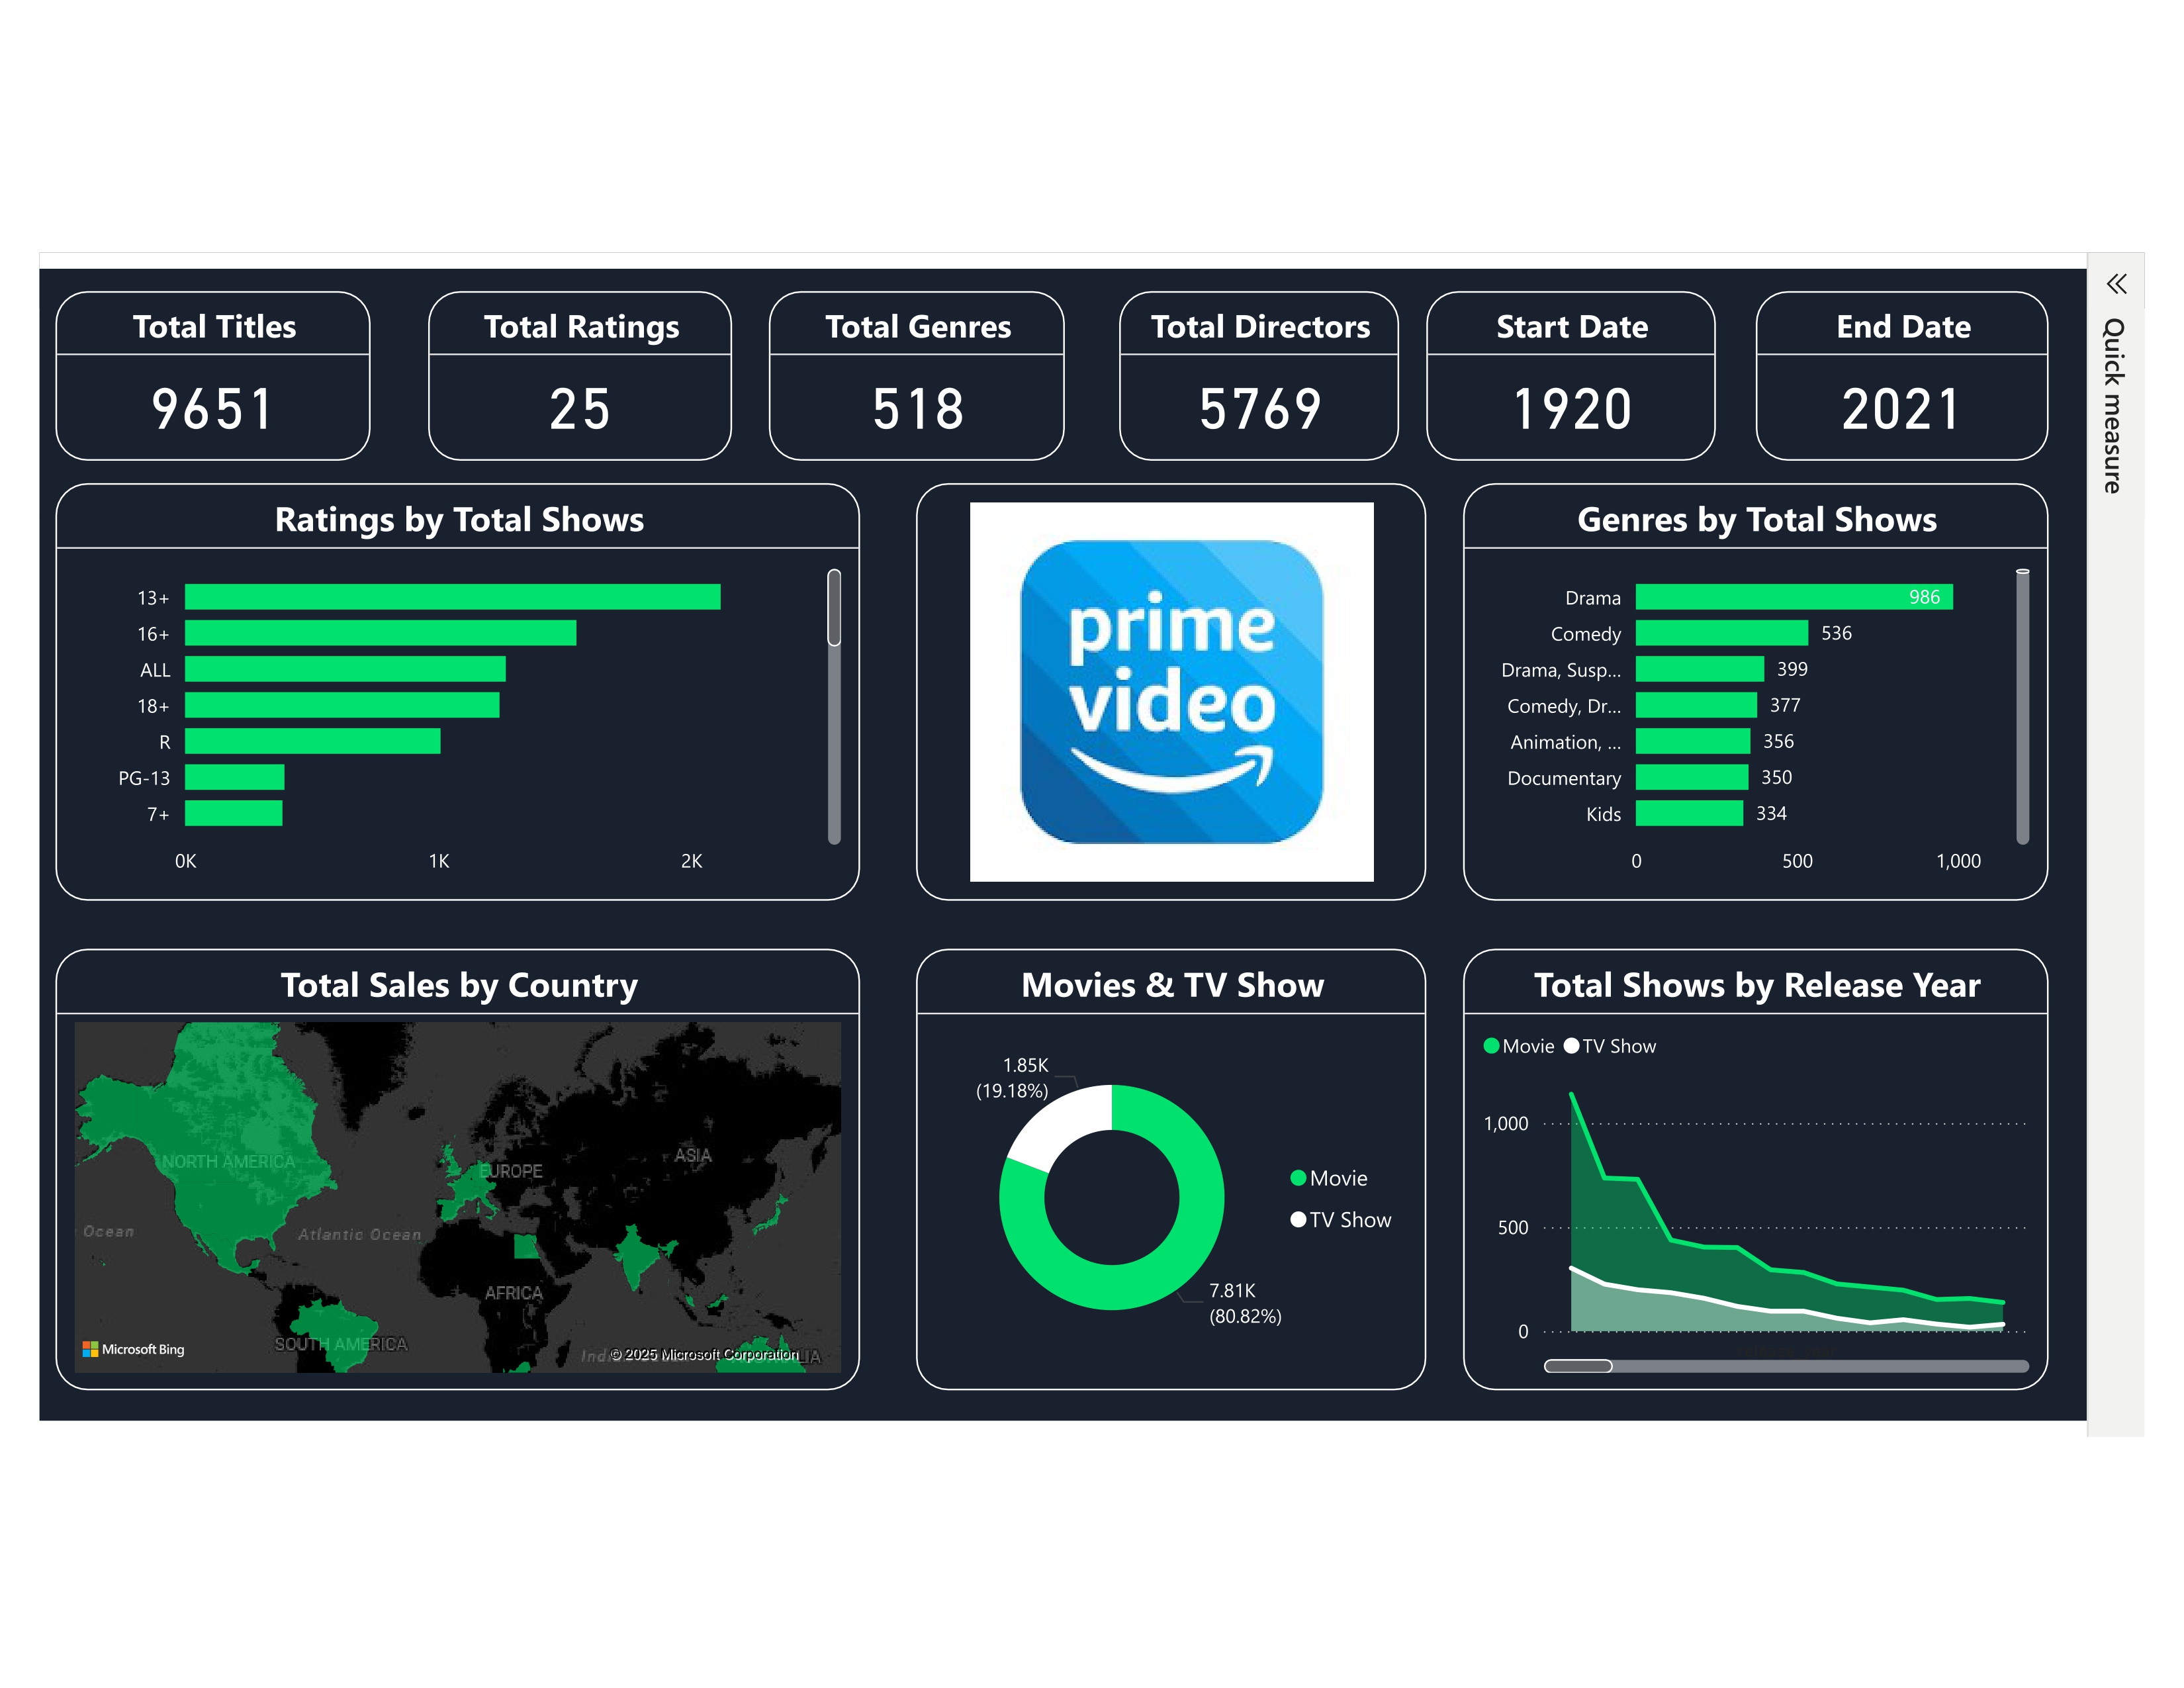 Total Titles
9651
Total Ratings
25
Total Genres
518
Total Directors
5769
Start Date
1920
End Date
2021
Quick measure
Ratings by Total Shows
13+
16+
ALL
18+
R
PG-13
7+
0K 1K 2K
prime
video
Genres by Total Shows
Drama 986
Comedy 536
Drama, Susp... 399
Comedy, Dr... 377
Animation, ... 356
Documentary 350
Kids 334
0 500 1,000
Total Sales by Country
NORTH AMERICA
EUROPE
ASIA
Ocean
Atlantic Ocean
AFRICA
SOUTH AMERICA
Microsoft Bing
© 2025 Microsoft Corporation
Movies & TV Show
1.85K
(19.18%)
Movie
TV Show
7.81K
(80.82%)
Total Shows by Release Year
Movie TV Show
1,000
500
0